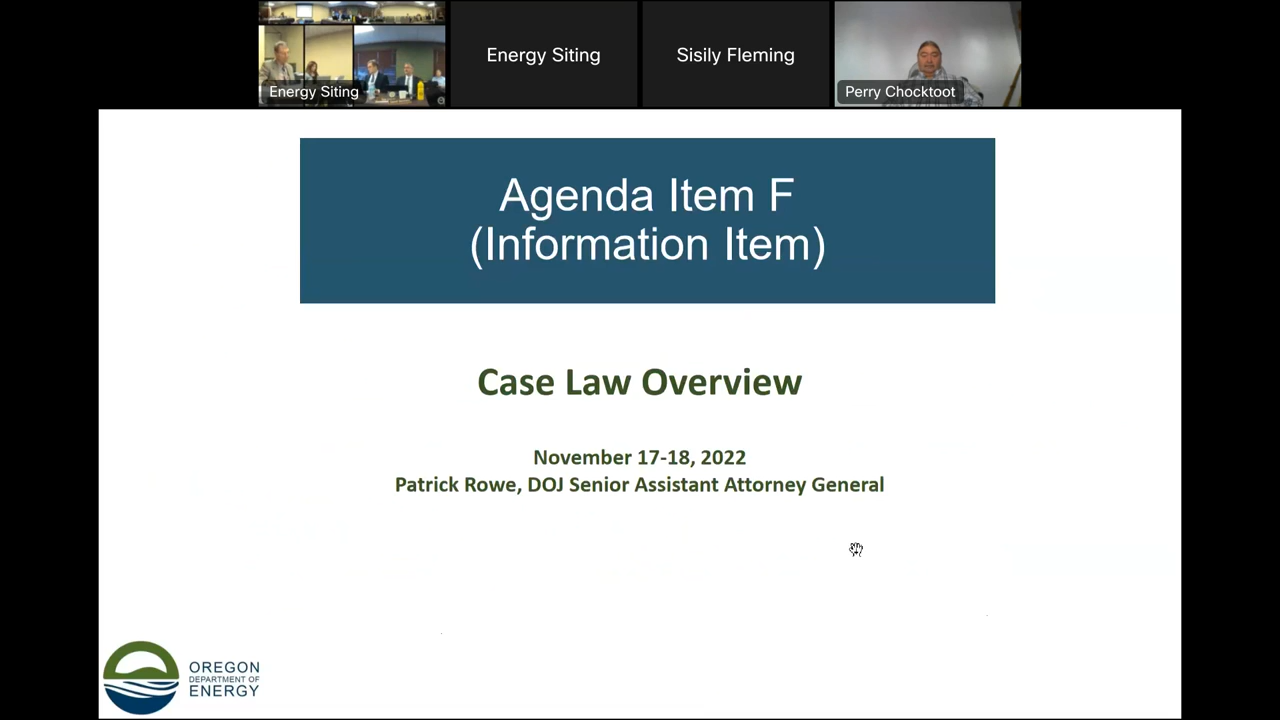 Energy Siting
Energy Siting
Sisily Fleming
Perry Chocktoot
Agenda Item F
(Information Item)
Case Law Overview
November 17-18, 2022
Patrick Rowe, DOJ Senior Assistant Attorney General
OREGON
DEPARTMENT OF
ENERGY